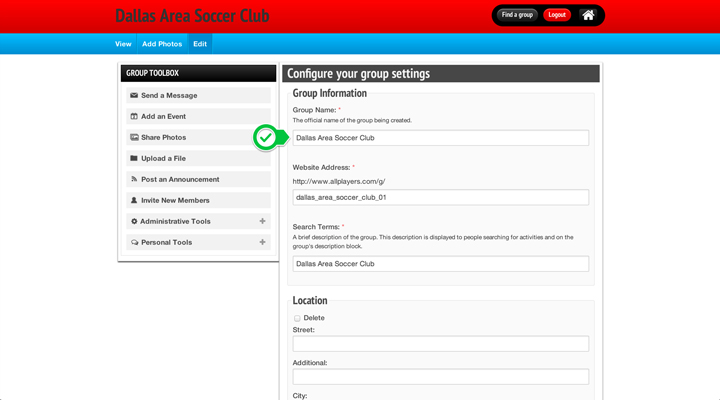 Dallas Area Soccer Club
Find a group
Logout
View
Add Photos
Edit
GROUP TOOLBOX
Send a Message
Add an Event
Share Photos
Upload a File
Post an Announcement
Invite New Members
Administrative Tools
Personal Tools
Configure your group settings
Group Information
Group Name: *
The official name of the group being created.
Dallas Area Soccer Club
Website Address: *
http://www.allplayers.com/g/
dallas_area_soccer_club_01
Search Terms: *
A brief description of the group. This description is displayed to people searching for activities and on the
group's description block.
Dallas Area Soccer Club
Location
Delete
Street:
Additional:
City: